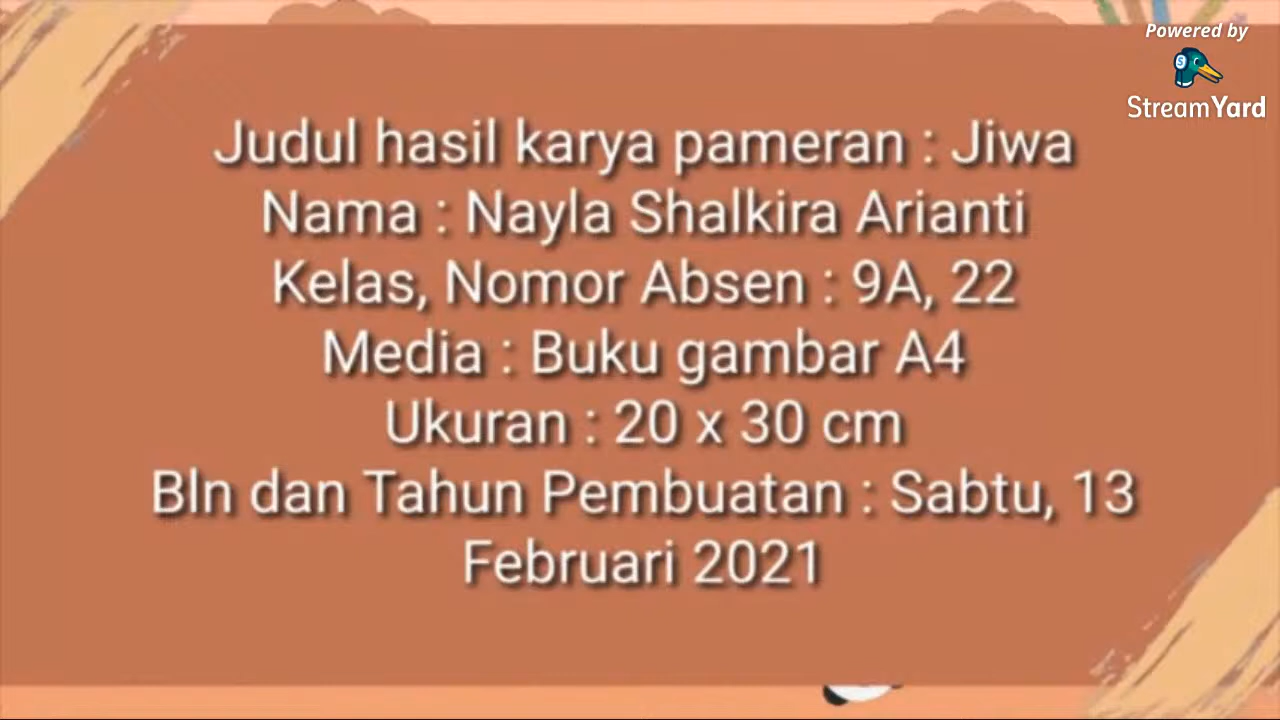 Powered by
StreamYard
Judul hasil karya pameran : Jiwa
Nama : Nayla Shalkira Arianti
Kelas, Nomor Absen : 9A, 22
Media : Buku gambar A4
Ukuran : 20 x 30 cm
Bln dan Tahun Pembuatan : Sabtu, 13
Februari 2021